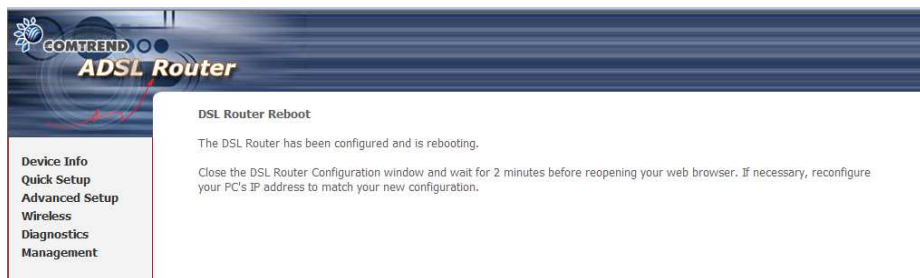 COMTREND
ADSL Router
DSL Router Reboot
The DSL Router has been configured and is rebooting.
Close the DSL Router Configuration window and wait for 2 minutes before reopening your web browser. If necessary, reconfigure
your PC's IP address to match your new configuration.
Device Info
Quick Setup
Advanced Setup
Wireless
Diagnostics
Management